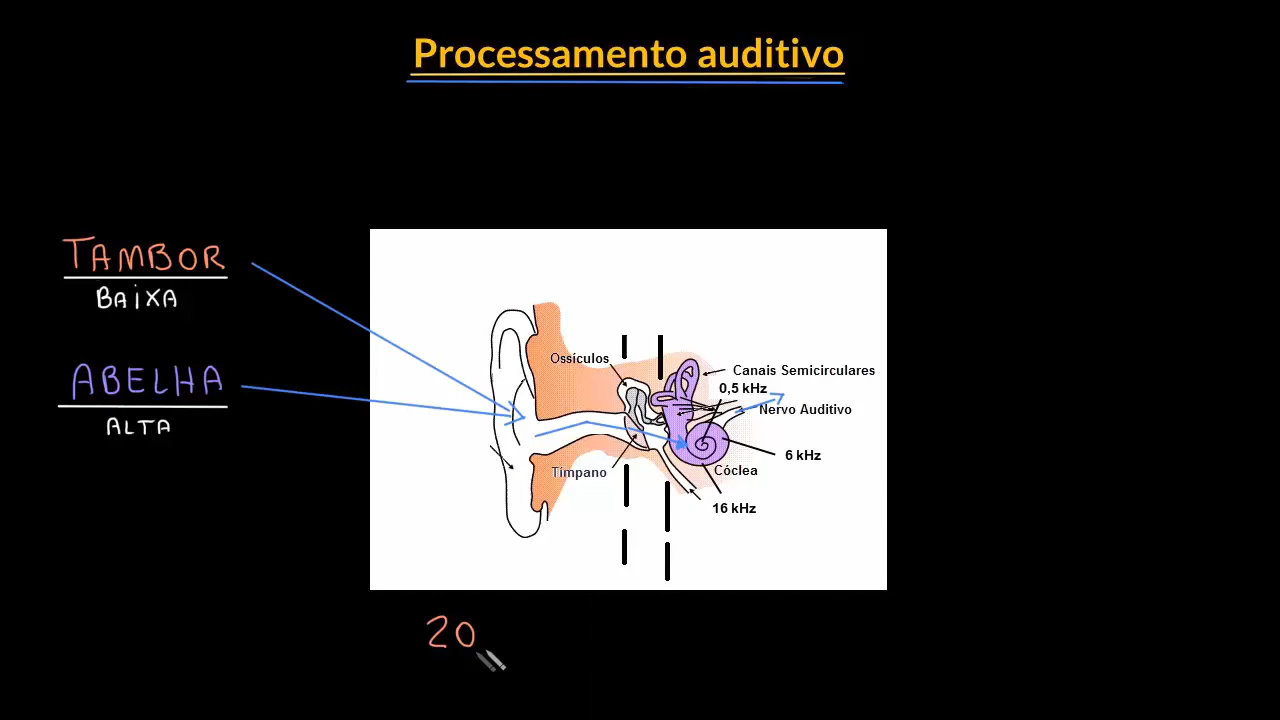 Processamento auditivo
TAMBOR
BAiXA
ABELHA
ALTA
Ossículos
Canais Semicirculares
0,5 kHz
Nervo Auditivo
6 kHz
Cóclea
Tímpano
16 kHz
20